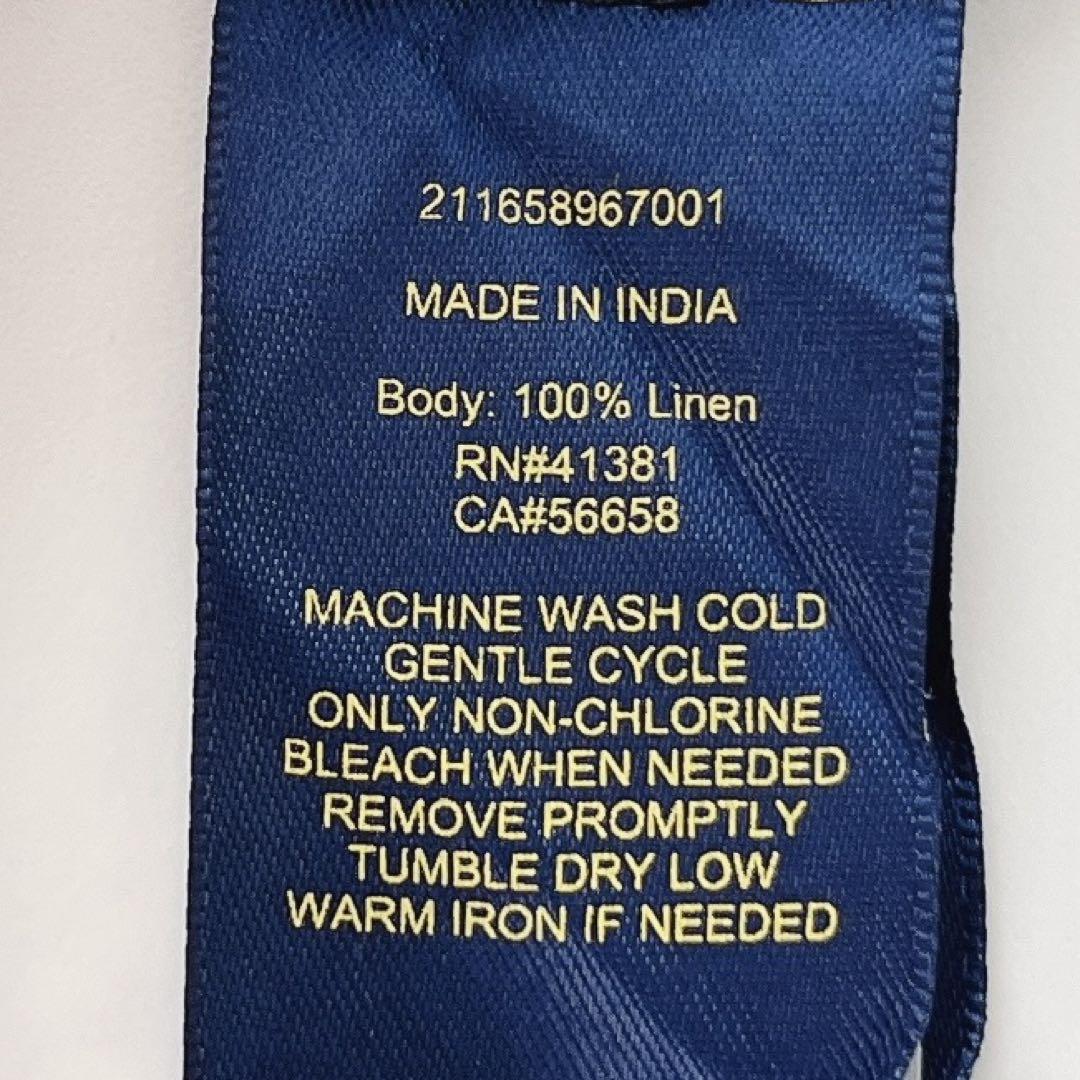 211658967001
MADE IN INDIA
Body: 100% Linen
RN#41381
CA#56658
MACHINE WASH COLD
GENTLE CYCLE
ONLY NON-CHLORINE
BLEACH WHEN NEEDED
REMOVE PROMPTLY
TUMBLE DRY LOW
WARM IRON IF NEEDED